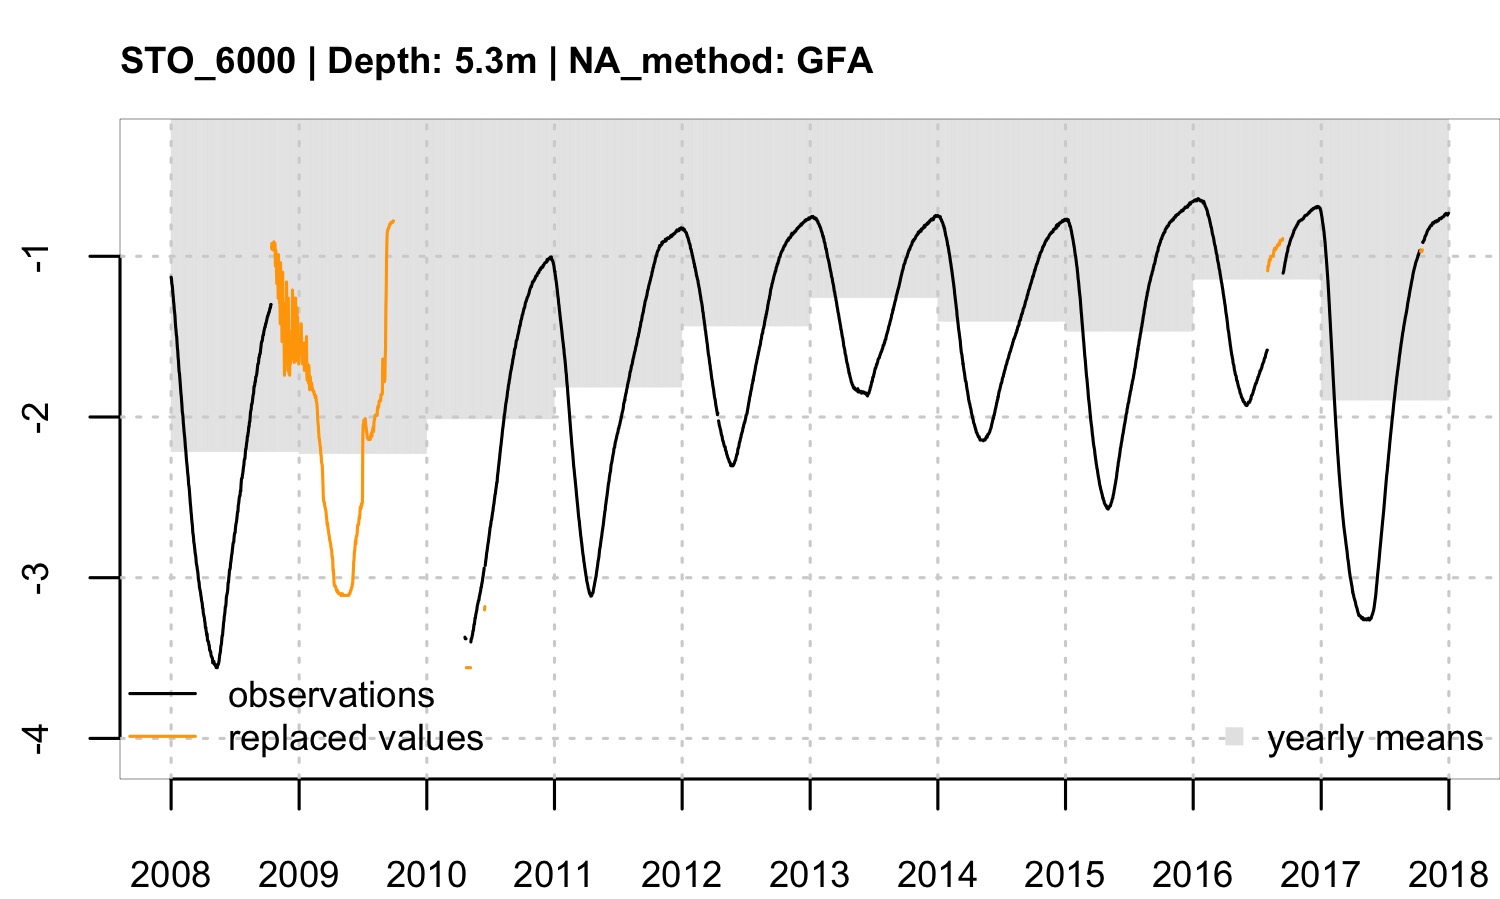 STO_6000 | Depth: 5.3m | NA_method: GFA
-1
-2
-3
-4
observations
replaced values
yearly means
2008 2009 2010 2011 2012 2013 2014 2015 2016 2017 2018